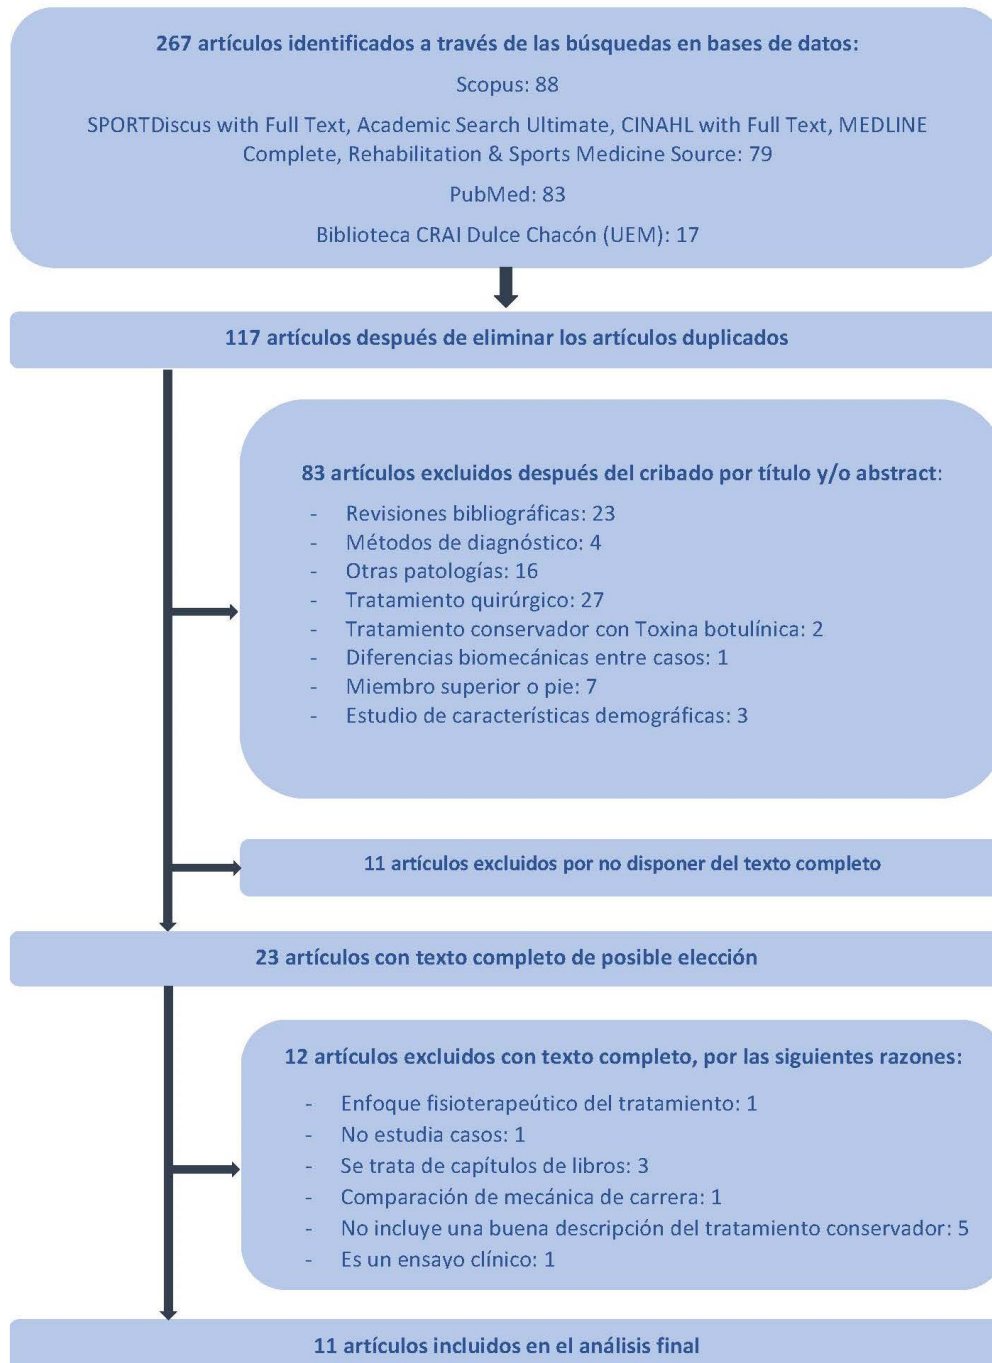 267 artículos identificados a través de las búsquedas en bases de datos:
Scopus: 88
SPORTDiscus with Full Text, Academic Search Ultimate, CINAHL with Full Text, MEDLINE
Complete, Rehabilitation & Sports Medicine Source: 79
PubMed: 83
Biblioteca CRAI Dulce Chacón (UEM): 17
117 artículos después de eliminar los artículos duplicados
83 artículos excluidos después del cribado por título y/o abstract:
- Revisiones bibliográficas: 23
- Métodos de diagnóstico: 4
- Otras patologías: 16
- Tratamiento quirúrgico: 27
- Tratamiento conservador con Toxina botulínica: 2
- Diferencias biomecánicas entre casos: 1
- Miembro superior o pie: 7
- Estudio de características demográficas: 3
11 artículos excluidos por no disponer del texto completo
23 artículos con texto completo de posible elección
12 artículos excluidos con texto completo, por las siguientes razones:
- Enfoque fisioterapéutico del tratamiento: 1
- No estudia casos: 1
- Se trata de capítulos de libros: 3
- Comparación de mecánica de carrera: 1
- No incluye una buena descripción del tratamiento conservador: 5
- Es un ensayo clínico: 1
11 artículos incluidos en el análisis final